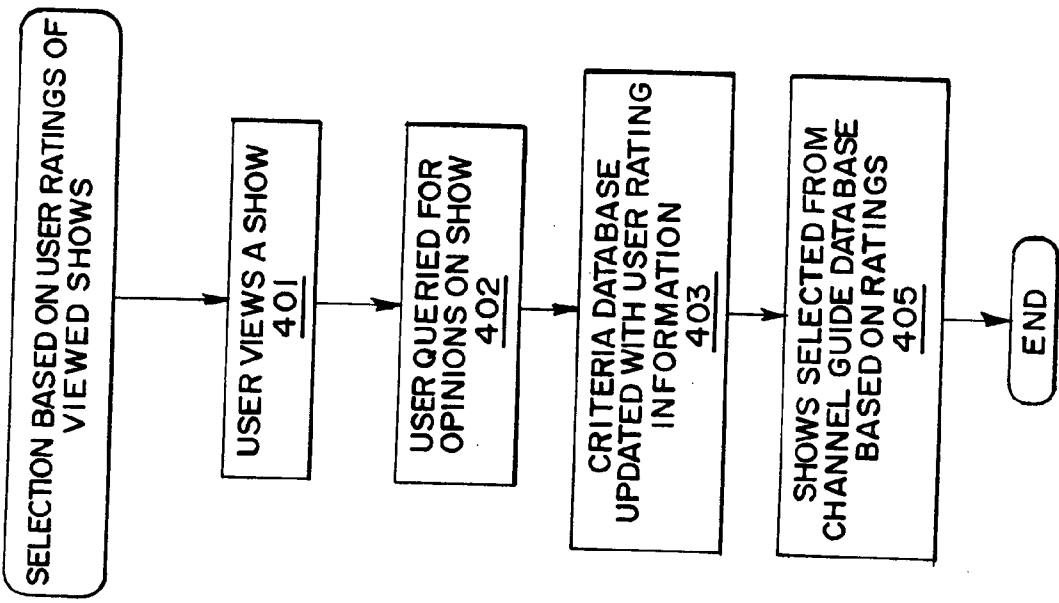 SELECTION BASED ON USER RATINGS OF
VIEWED SHOWS
USER VIEWS A SHOW
401
USER QUERIED FOR
OPINIONS ON SHOW
402
CRITERIA DATABASE
UPDATED WITH USER RATING
INFORMATION
403
SHOWS SELECTED FROM
CHANNEL GUIDE DATABASE
BASED ON RATINGS
405
END